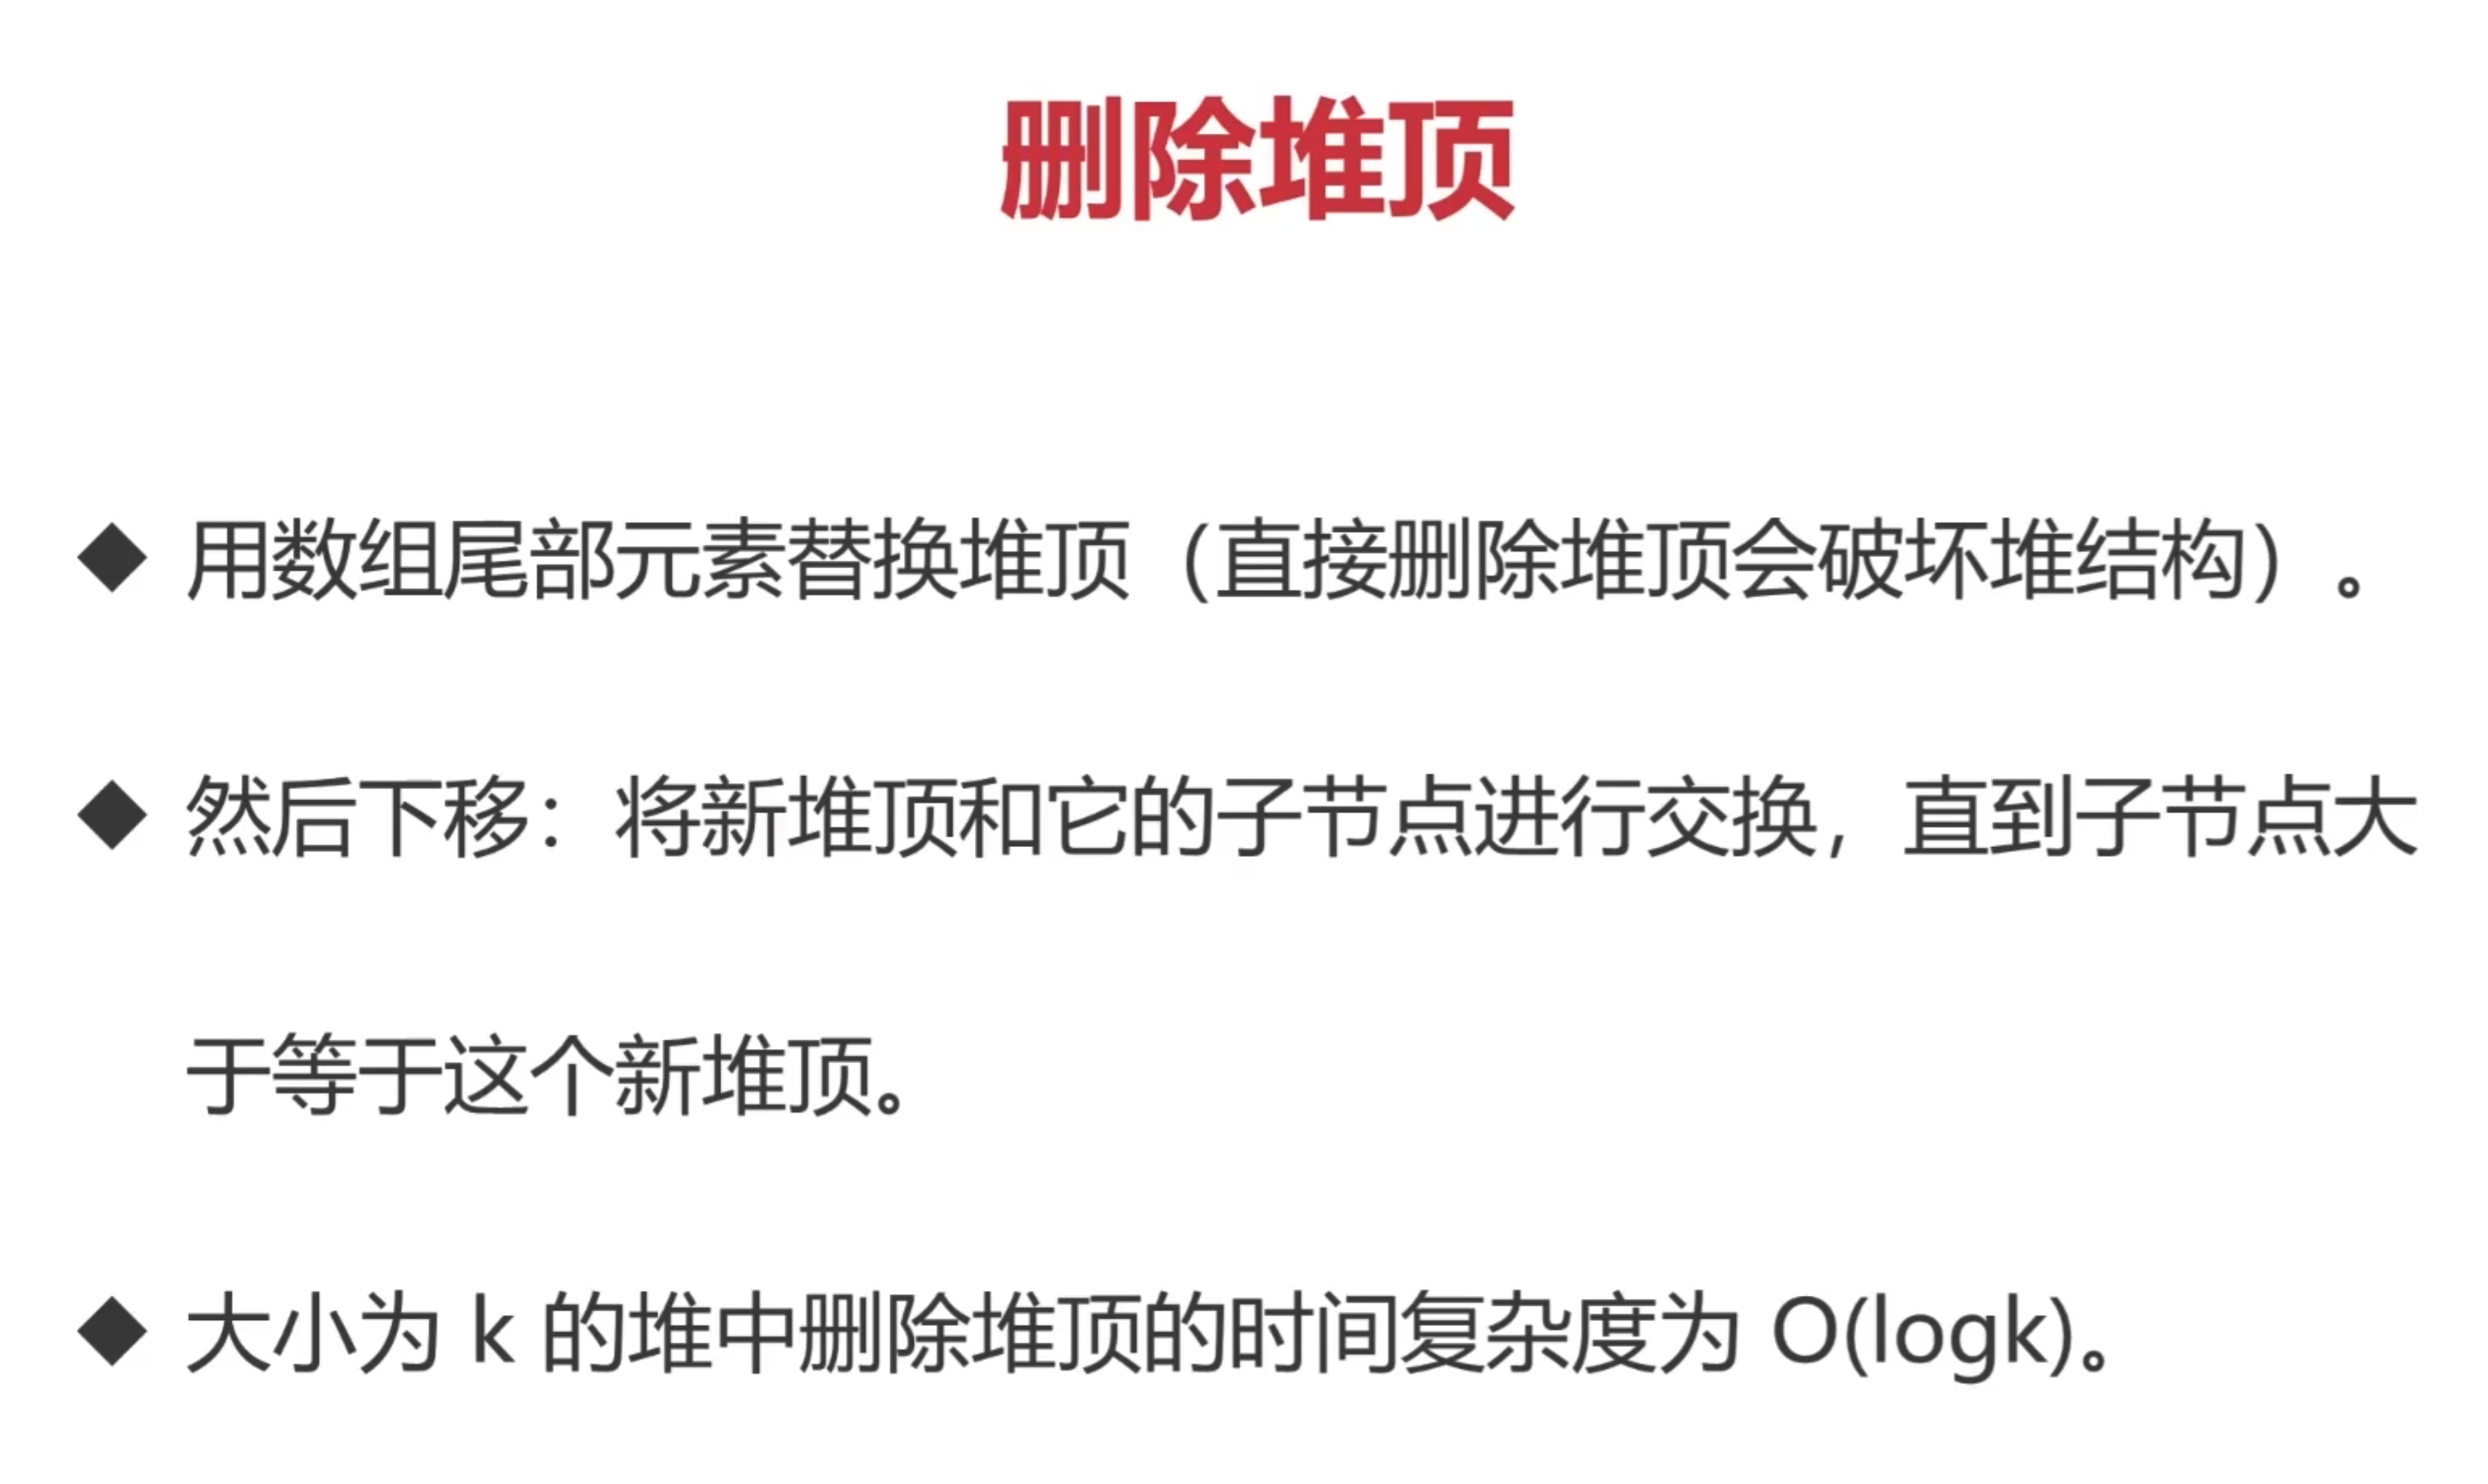 删除堆顶
◆ 用数组尾部元素替换堆顶（直接删除堆顶会破坏堆结构）。
◆ 然后下移：将新堆顶和它的子节点进行交换，直到子节点大
于等于这个新堆顶。
◆ 大小为 k 的堆中删除堆顶的时间复杂度为 O(logk)。